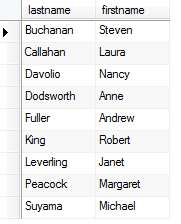 lastname firstname
Buchanan Steven
Callahan Laura
Davolio Nancy
Dodsworth Anne
Fuller Andrew
King Robert
Leverling Janet
Peacock Margaret
Suyama Michael